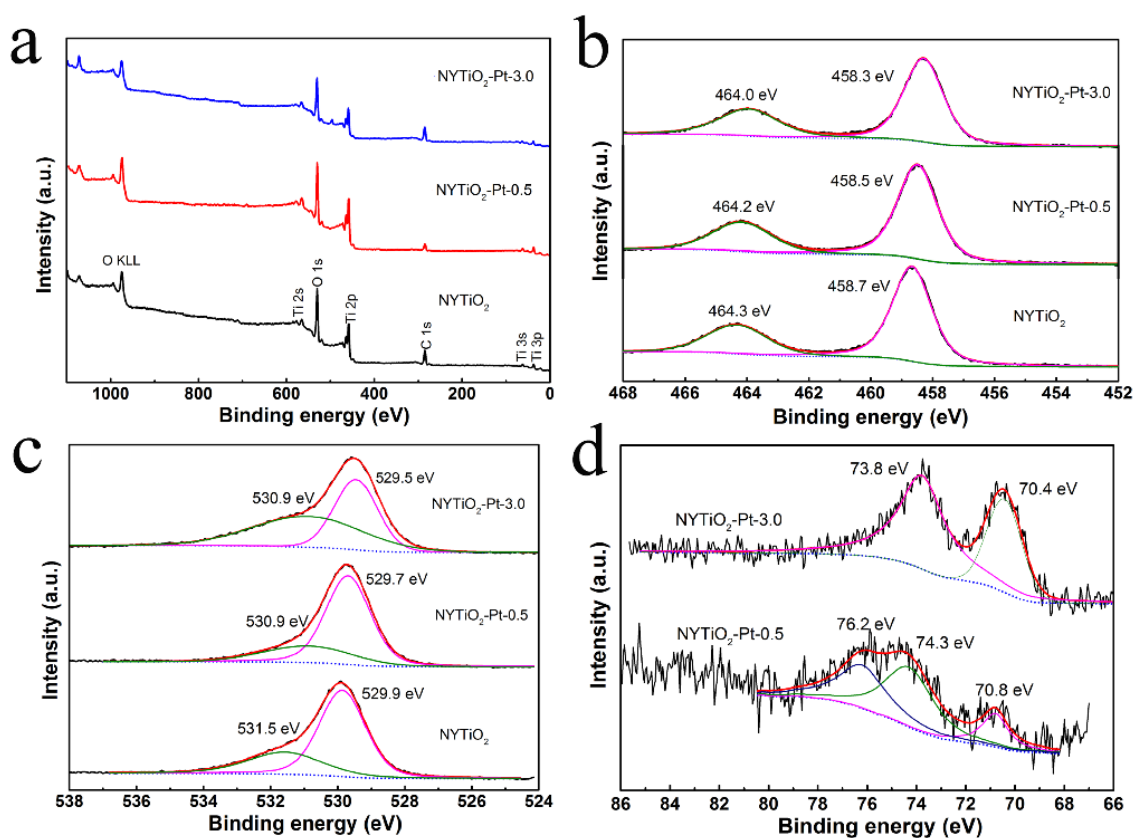 a
NYTiO2-Pt-3.0
NYTiO2-Pt-0.5
O KLL
Ti 2s
O 1s
Ti 2p
NYTiO2
C 1s
Ti 3s
Ti 3p
Intensity (a.u.)
1000 800 600 400 200 0
Binding energy (eV)
b
458.3 eV
464.0 eV
NYTiO2-Pt-3.0
458.5 eV
464.2 eV
NYTiO2-Pt-0.5
458.7 eV
464.3 eV
NYTiO2
Intensity (a.u.)
468 466 464 462 460 458 456 454 452
Binding energy (eV)
c
529.5 eV
530.9 eV
NYTiO2-Pt-3.0
529.7 eV
530.9 eV
NYTiO2-Pt-0.5
529.9 eV
531.5 eV
NYTiO2
Intensity (a.u.)
538 536 534 532 530 528 526 524
Binding energy (eV)
d
73.8 eV
70.4 eV
NYTiO2-Pt-3.0
76.2 eV
NYTiO2-Pt-0.5
74.3 eV
70.8 eV
Intensity (a.u.)
86 84 82 80 78 76 74 72 70 68 66
Binding energy (eV)